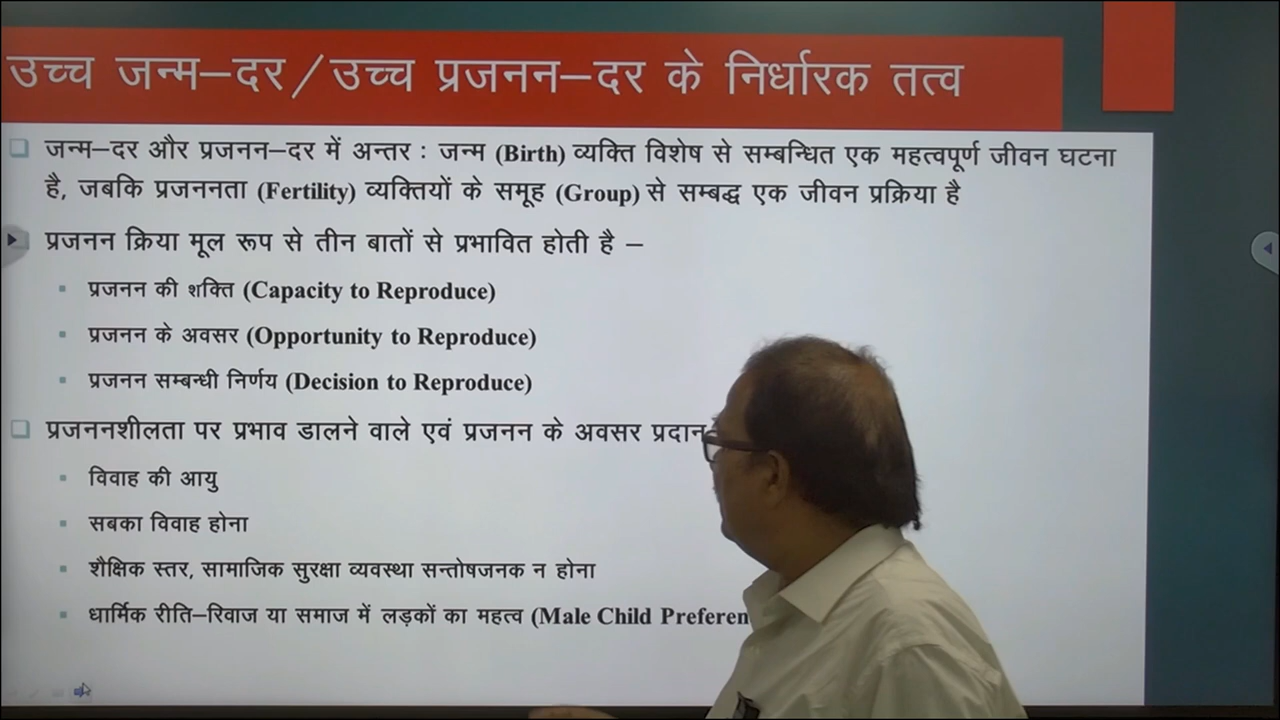 उच्च जन्म–दर/उच्च प्रजनन–दर के निर्धारक तत्व
जन्म–दर और प्रजनन–दर में अन्तर : जन्म (Birth) व्यक्ति विशेष से सम्बन्धित एक महत्वपूर्ण जीवन घटना
है, जबकि प्रजननता (Fertility) व्यक्तियों के समूह (Group) से सम्बद्ध एक जीवन प्रक्रिया है
प्रजनन क्रिया मूल रूप से तीन बातों से प्रभावित होती है –
प्रजनन की शक्ति (Capacity to Reproduce)
प्रजनन के अवसर (Opportunity to Reproduce)
प्रजनन सम्बन्धी निर्णय (Decision to Reproduce)
प्रजननशीलता पर प्रभाव डालने वाले एवं प्रजनन के अवसर प्रदान
विवाह की आयु
सबका विवाह होना
शैक्षिक स्तर, सामाजिक सुरक्षा व्यवस्था सन्तोषजनक न होना
धार्मिक रीति–रिवाज या समाज में लड़कों का महत्व (Male Child